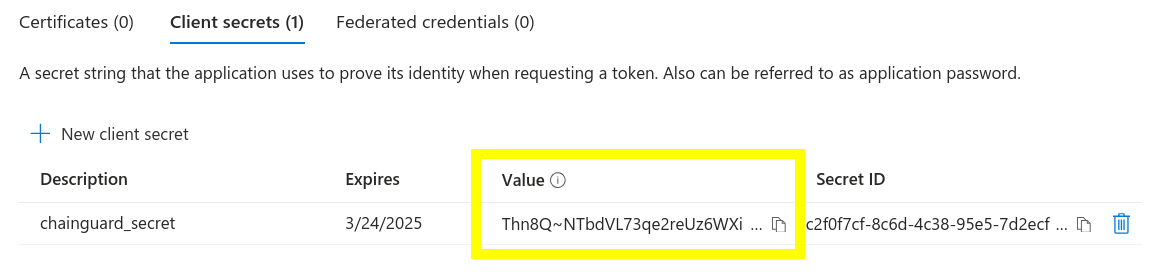 Certificates (0) Client secrets (1) Federated credentials (0)
A secret string that the application uses to prove its identity when requesting a token. Also can be referred to as application password.
New client secret
Description Expires Value Secret ID
chainguard_secret 3/24/2025 Thn8Q~NTbdVL73qe2reUz6WXi ... c2f0f7cf-8c6d-4c38-95e5-7d2ecf ...